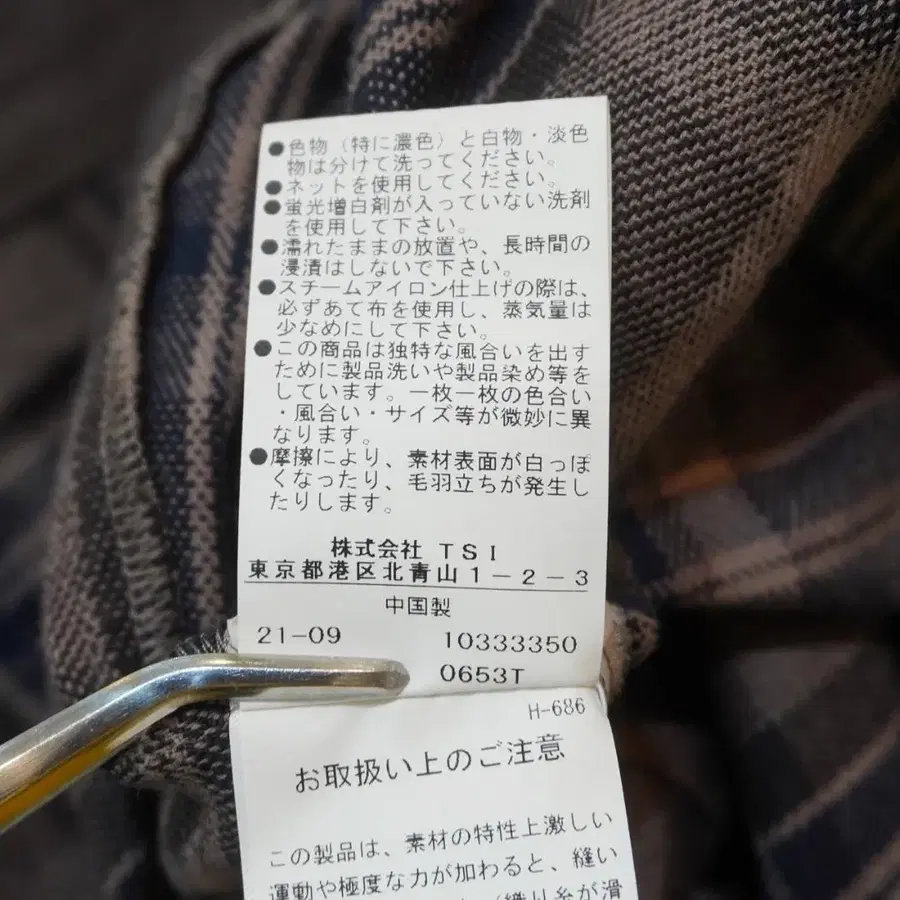 ●色物(特に濃色)と白物・淡色
物は分けて洗ってください。
●ネットを使用してください。
●蛍光増白剤が入っていない洗剤
を使用して下さい。
●濡れたままの放置や、長時間の
浸漬はしないで下さい。
●スチームアイロン仕上げの際は、
必ずあて布を使用し、蒸気量は
少なめにして下さい。
●この商品は独特な風合いを出す
ために製品洗いや製品染め等を
しています。一枚一枚の色合い
・風合い・サイズ等が微妙に異
なります。
●摩擦により、素材表面が白っぽ
くなったり、毛羽立ちが発生し
たりします。
株式会社 TSI
東京都港区北青山1-2-3
中国製
21-09 10333350
0653T
H-686
お取扱い上のご注意
この製品は、素材の特性上激しい
運動や極度な力が加わると、縫い
(織り糸が滑